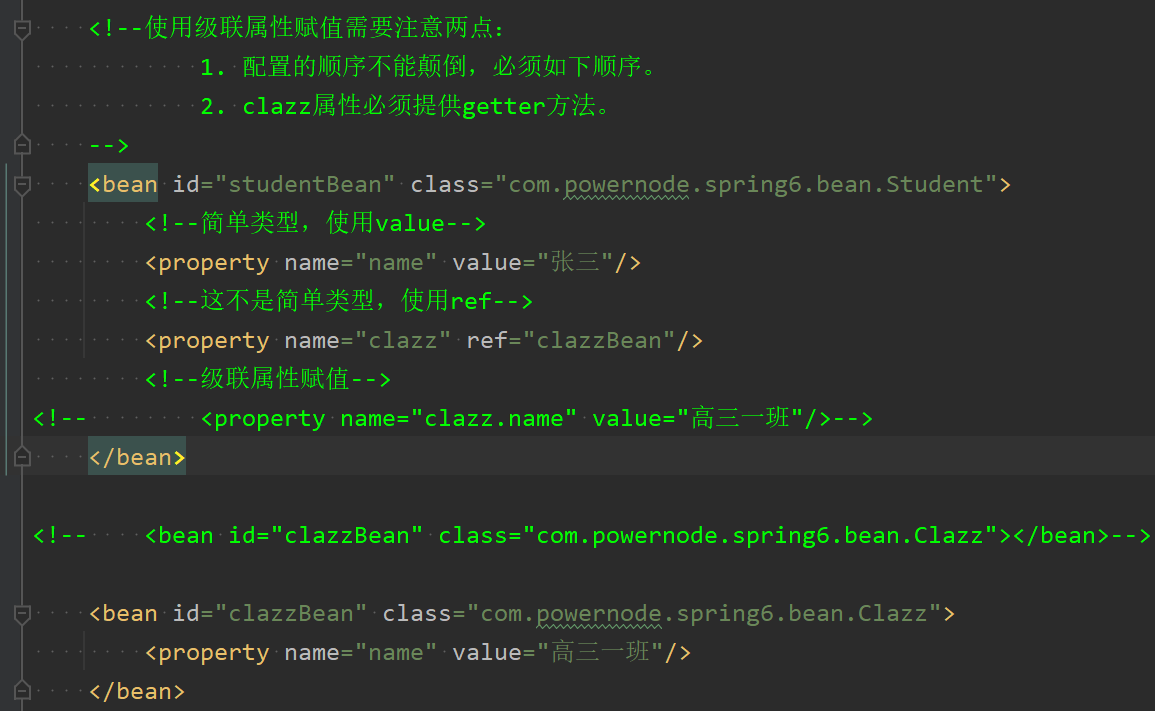 <!--使用级联属性赋值需要注意两点:
1. 配置的顺序不能颠倒，必须如下顺序。
2. clazz属性必须提供getter方法。
-->
<bean id="studentBean" class="com.powernode.spring6.bean.Student">
<!--简单类型，使用value-->
<property name="name" value="张三"/>
<!--这不是简单类型，使用ref-->
<property name="clazz" ref="clazzBean"/>
<!--级联属性赋值-->
<!-- <property name="clazz.name" value="高三一班"/>-->
</bean>
<!-- <bean id="clazzBean" class="com.powernode.spring6.bean.Clazz"></bean>-->
<bean id="clazzBean" class="com.powernode.spring6.bean.Clazz">
<property name="name" value="高三一班"/>
</bean>